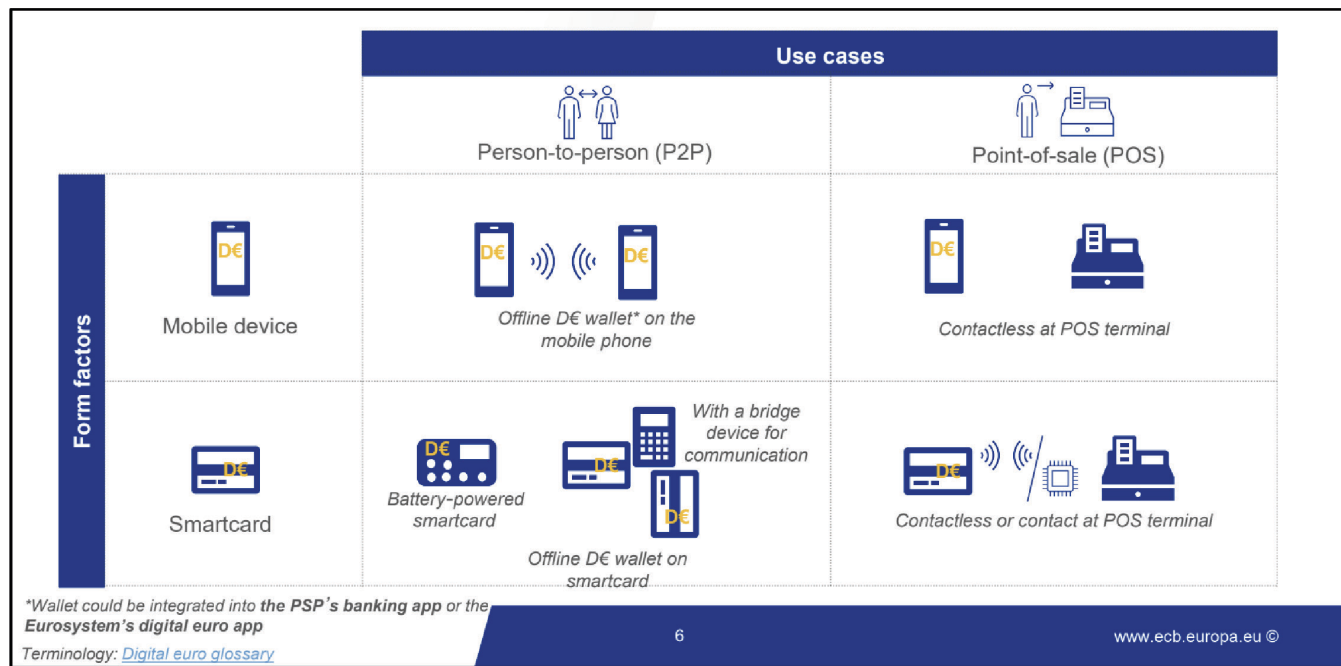 Use cases
Person-to-person (P2P)
Point-of-sale (POS)
Form factors
D€
Mobile device
D€
D€
Offline D€ wallet* on the
mobile phone
D€
Contactless at POS terminal
D€
Smartcard
D€
Battery-powered
smartcard
With a bridge
device for
communication
D€
D€
Offline D€ wallet on
smartcard
D€
Contactless or contact at POS terminal
*Wallet could be integrated into the PSP's banking app or the
Eurosystem's digital euro app
Terminology: Digital euro glossary
6
www.ecb.europa.eu ©